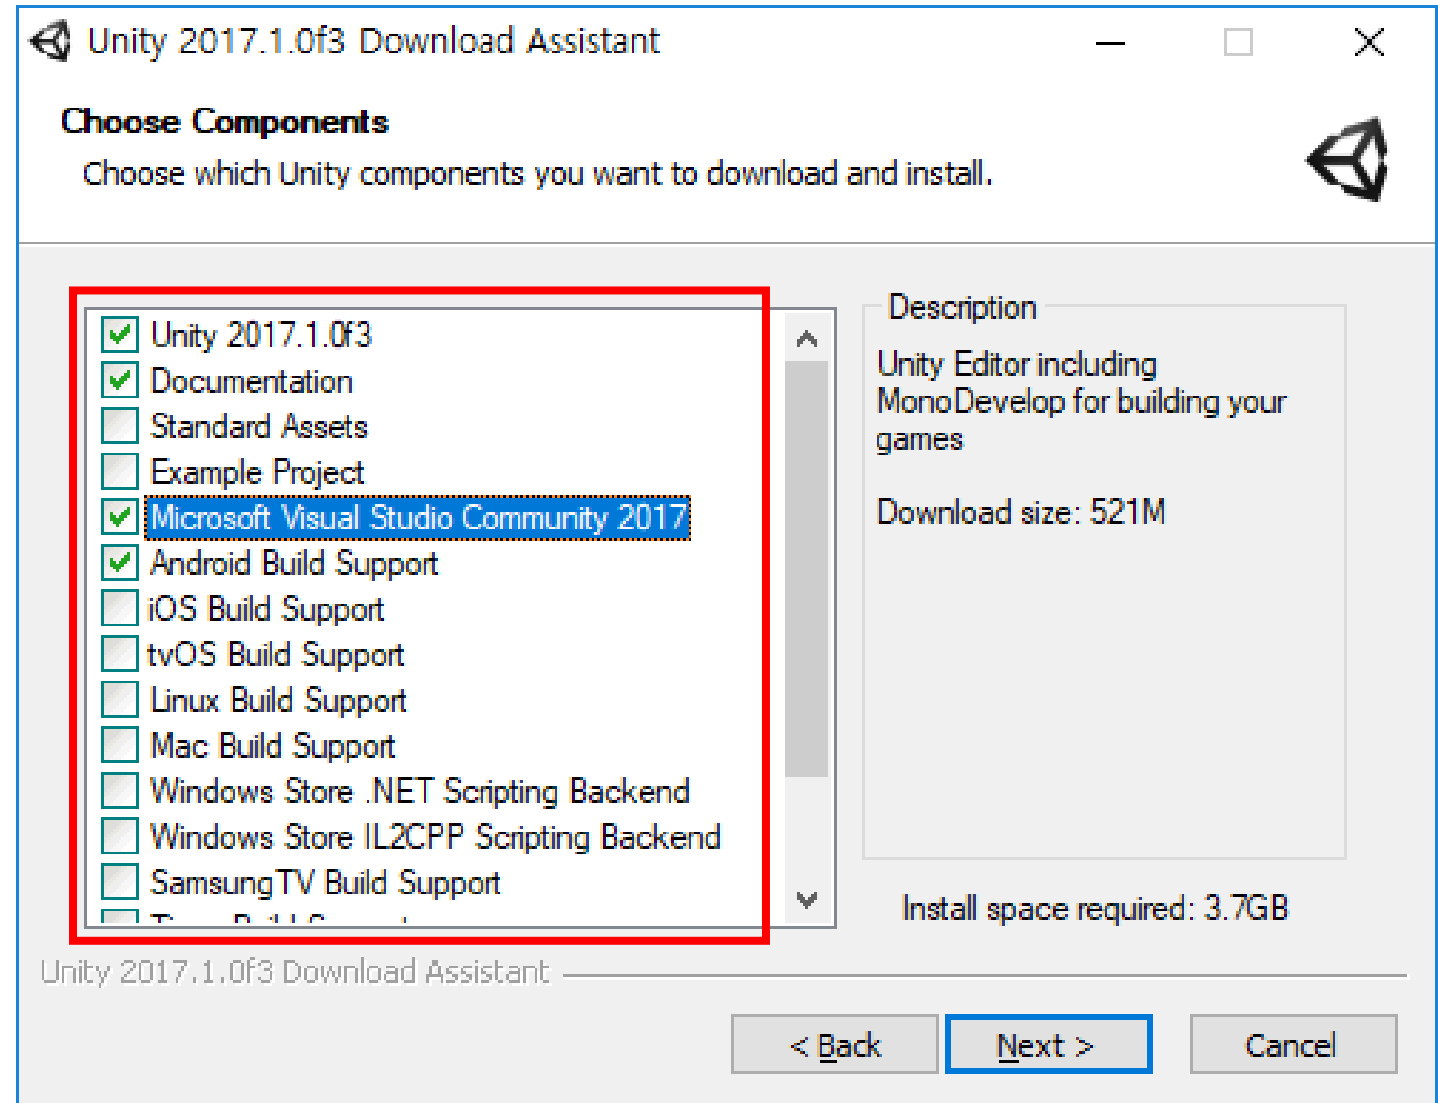 Unity 2017.1.0f3 Download Assistant
Choose Components
Choose which Unity components you want to download and install.
Unity 2017.1.0f3
Documentation
Standard Assets
Example Project
Microsoft Visual Studio Community 2017
Android Build Support
iOS Build Support
tvOS Build Support
Linux Build Support
Mac Build Support
Windows Store .NET Scripting Backend
Windows Store IL2CPP Scripting Backend
SamsungTV Build Support
Description
Unity Editor including
MonoDevelop for building your
games
Download size: 521M
Install space required: 3.7GB
Unity 2017.1.0f3 Download Assistant
< Back
Next >
Cancel